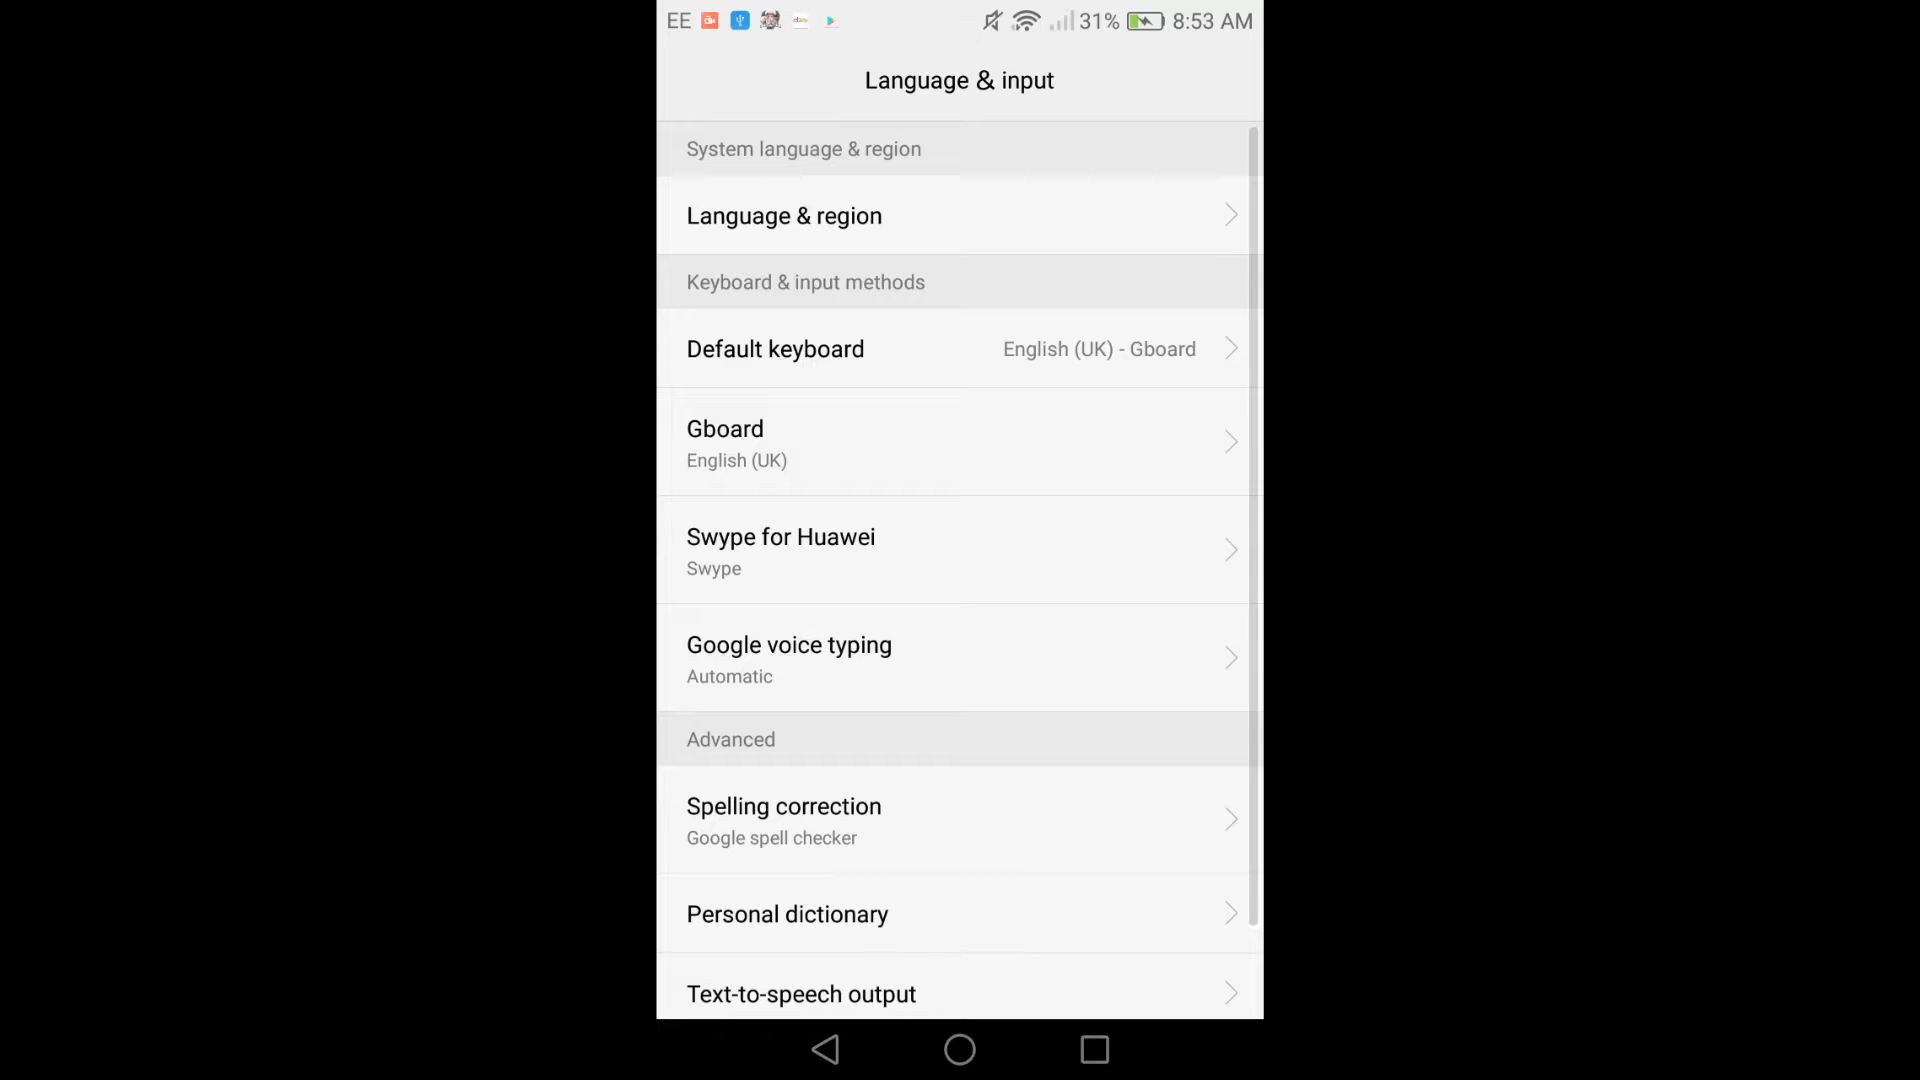 EE 31% 8:53 AM
Language & input
System language & region
Language & region
Keyboard & input methods
Default keyboard English (UK) - Gboard
Gboard
English (UK)
Swype for Huawei
Swype
Google voice typing
Automatic
Advanced
Spelling correction
Google spell checker
Personal dictionary
Text-to-speech output